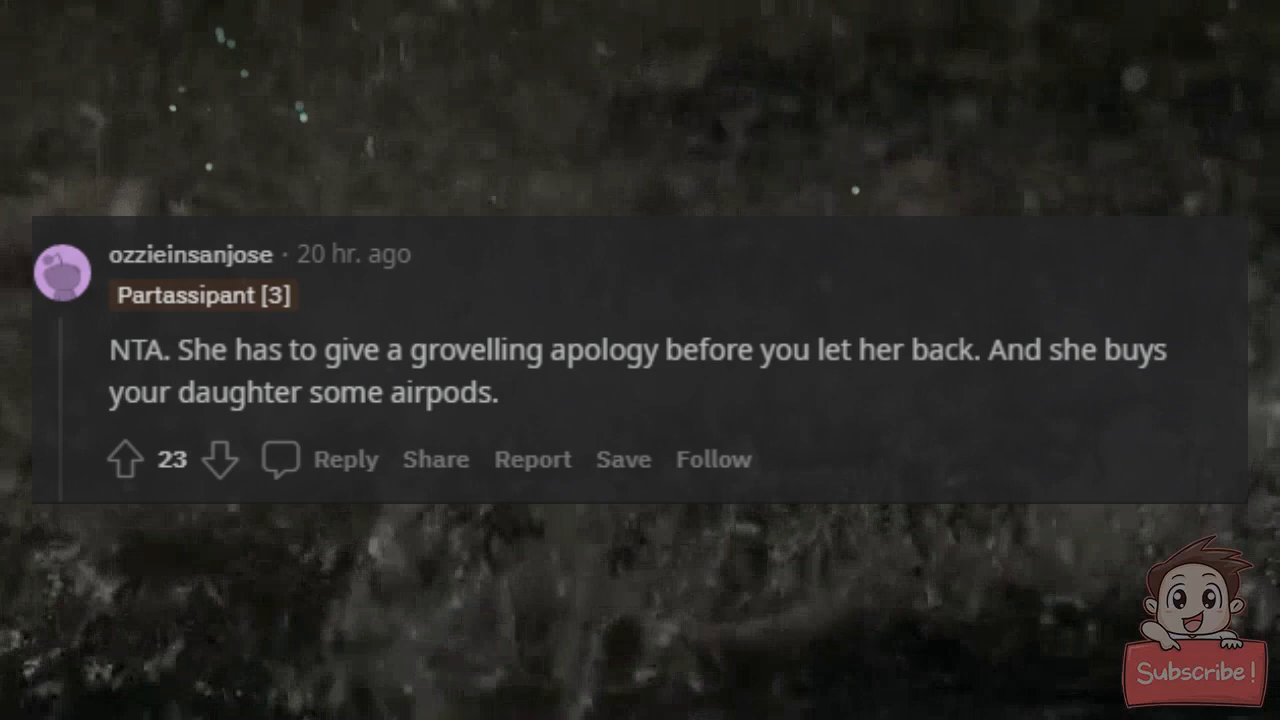 ozzieinsanjose · 20 hr. ago
Partassipant [3]
NTA. She has to give a grovelling apology before you let her back. And she buys
your daughter some airpods.
23 Reply Share Report Save Follow
Subscribe!